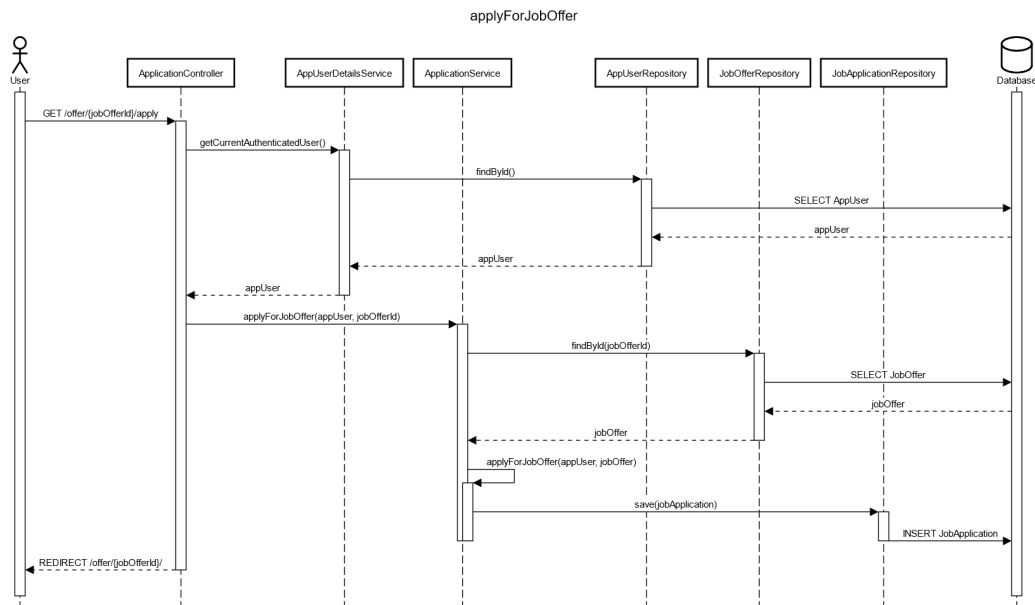 applyForJobOffer
User
ApplicationController
AppUserDetailsService
ApplicationService
AppUserRepository
JobOfferRepository
JobApplicationRepository
Database
GET /offer/{jobOfferId}/apply
getCurrentAuthenticatedUser()
findById()
SELECT AppUser
appUser
appUser
appUser
applyForJobOffer(appUser, jobOfferId)
findById(jobOfferId)
SELECT JobOffer
jobOffer
jobOffer
applyForJobOffer(appUser, jobOffer)
save(jobApplication)
INSERT JobApplication
REDIRECT /offer/{jobOfferId}/